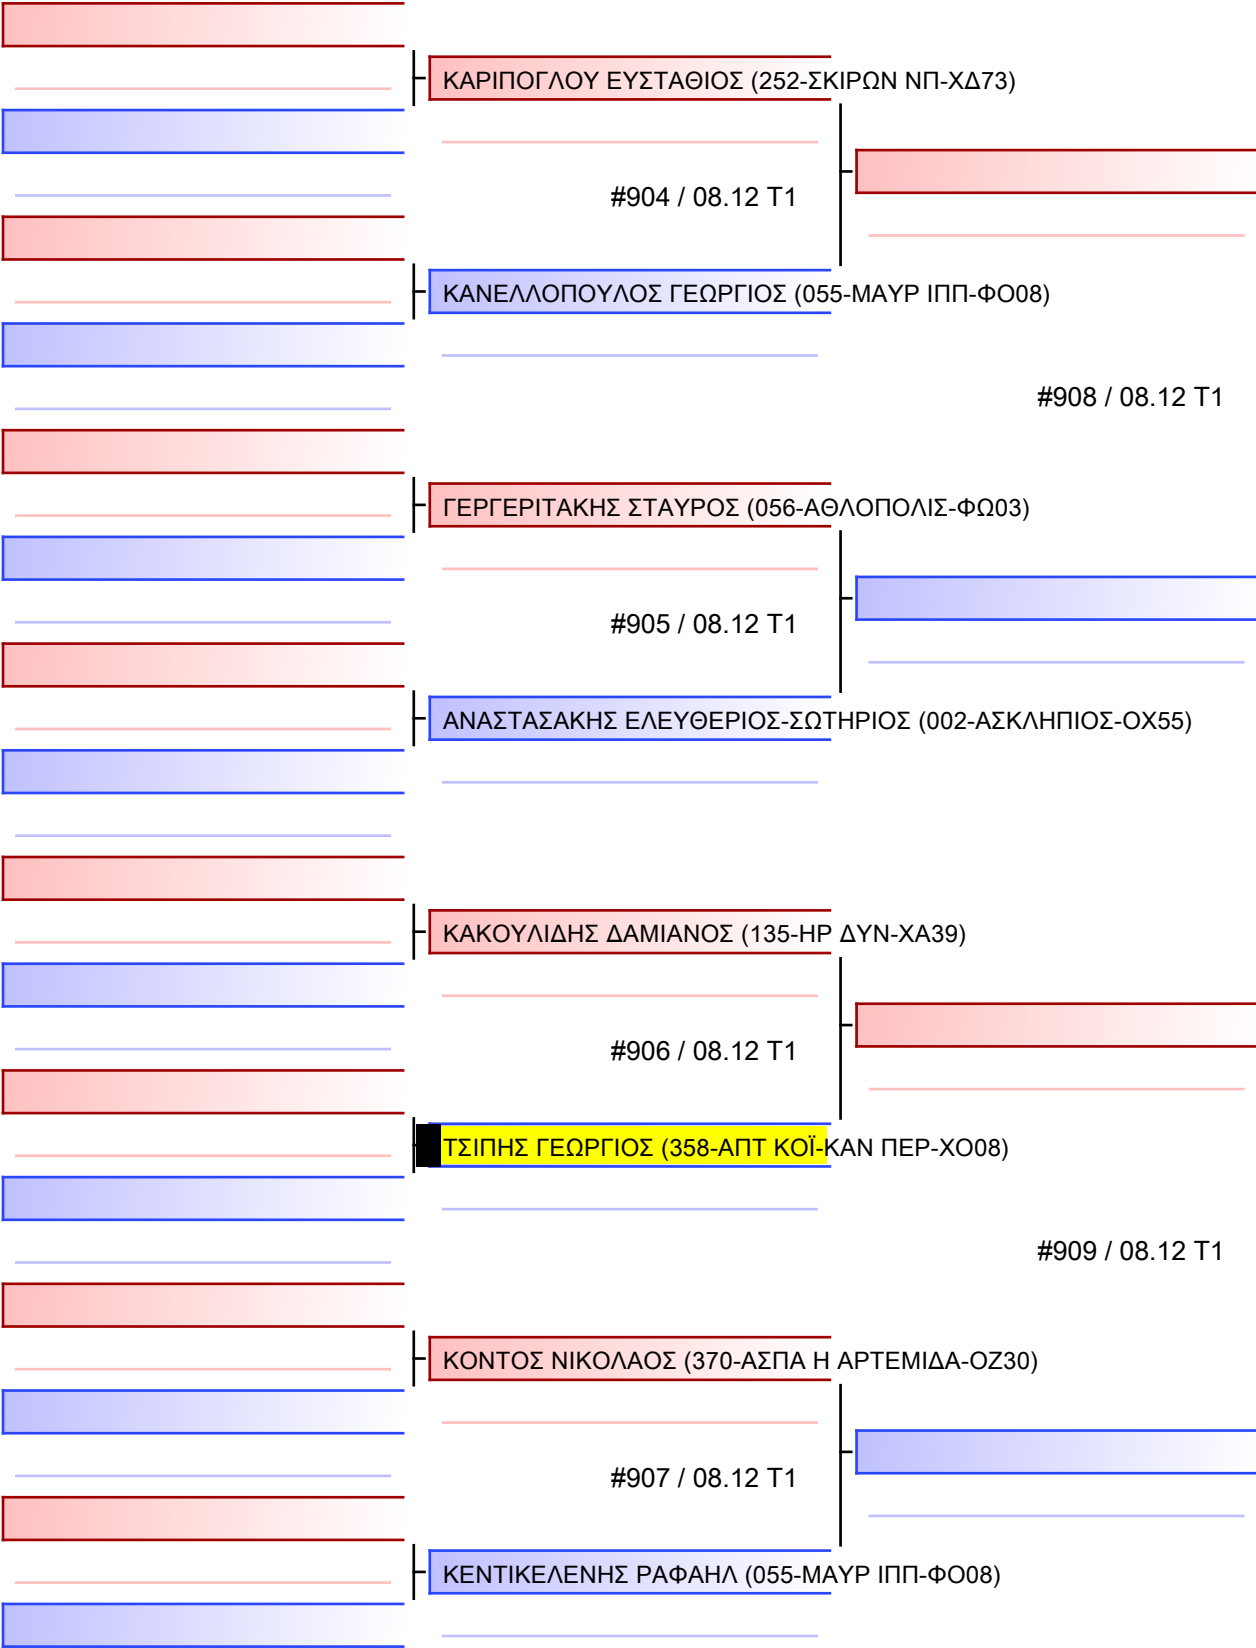 ΚΑΡΙΠΟΓΛΟΥ ΕΥΣΤΑΘΙΟΣ (252-ΣΚΙΡΩΝ ΝΠ-ΧΔ73)
#904 / 08.12 T1
ΚΑΝΕΛΛΟΠΟΥΛΟΣ ΓΕΩΡΓΙΟΣ (055-ΜΑΥΡ ΙΠΠ-ΦΟ08)
#908 / 08.12 T1
ΓΕΡΓΕΡΙΤΑΚΗΣ ΣΤΑΥΡΟΣ (056-ΑΘΛΟΠΟΛΙΣ-ΦΩ03)
#905 / 08.12 T1
ΑΝΑΣΤΑΣΑΚΗΣ ΕΛΕΥΘΕΡΙΟΣ-ΣΩΤΗΡΙΟΣ (002-ΑΣΚΛΗΠΙΟΣ-ΟΧ55)
ΚΑΚΟΥΛΙΔΗΣ ΔΑΜΙΑΝΟΣ (135-ΗΡ ΔΥΝ-ΧΑ39)
#906 / 08.12 T1
ΤΣΙΠΗΣ ΓΕΩΡΓΙΟΣ (358-ΑΠΤ ΚΟΪ-ΚΑΝ ΠΕΡ-ΧΟ08)
#909 / 08.12 T1
ΚΟΝΤΟΣ ΝΙΚΟΛΑΟΣ (370-ΑΣΠΑ Η ΑΡΤΕΜΙΔΑ-ΟΖ30)
#907 / 08.12 T1
ΚΕΝΤΙΚΕΛΕΝΗΣ ΡΑΦΑΗΛ (055-ΜΑΥΡ ΙΠΠ-ΦΟ08)